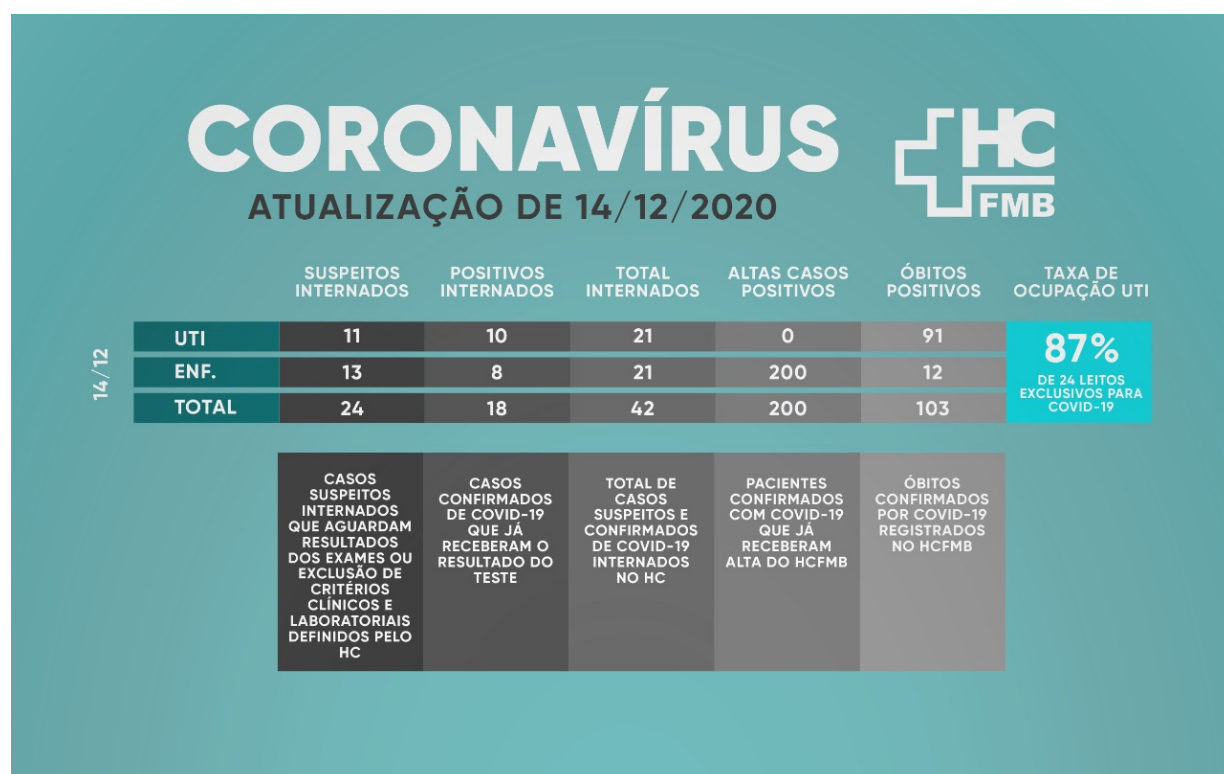 CORONAVÍRUS
HC
FMB
ATUALIZAÇÃO DE 14/12/2020
SUSPEITOS
INTERNADOS
POSITIVOS
INTERNADOS
TOTAL
INTERNADOS
ALTAS CASOS
POSITIVOS
ÓBITOS
POSITIVOS
TAXA DE
OCUPAÇÃO UTI
14/12
UTI 11 10 21 0 91
ENF. 13 8 21 200 12
TOTAL 24 18 42 200 103
87%
DE 24 LEITOS
EXCLUSIVOS PARA
COVID-19
CASOS
SUSPEITOS
INTERNADOS
QUE AGUARDAM
RESULTADOS
DOS EXAMES OU
EXCLUSÃO DE
CRITÉRIOS
CLÍNICOS E
LABORATORIAIS
DEFINIDOS PELO
HC
CASOS
CONFIRMADOS
DE COVID-19
QUE JÁ
RECEBERAM O
RESULTADO DO
TESTE
TOTAL DE
CASOS
SUSPEITOS E
CONFIRMADOS
DE COVID-19
INTERNADOS
NO HC
PACIENTES
CONFIRMADOS
COM COVID-19
QUE JÁ
RECEBERAM
ALTA DO HCFMB
ÓBITOS
CONFIRMADOS
POR COVID-19
REGISTRADOS
NO HCFMB